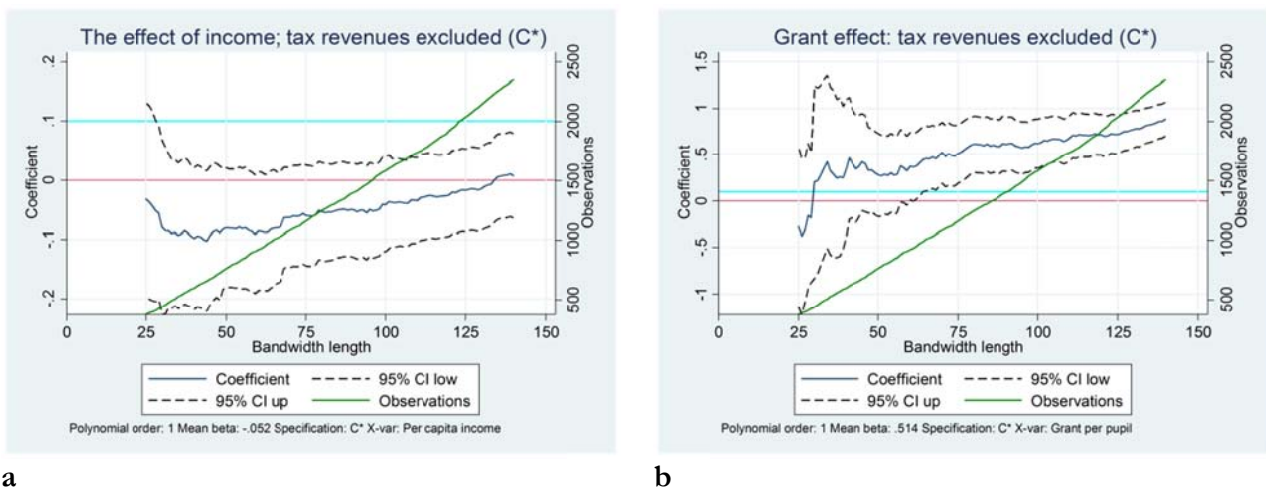 The effect of income; tax revenues excluded (C*)
Coefficient
.2
.1
0
-.1
-.2
Observations
2500
2000
1500
1000
500
0 25 50 75 100 125 150
Bandwidth length
Coefficient 95% CI low
95% CI up Observations
Polynomial order: 1 Mean beta: -.052 Specification: C* X-var: Per capita income
a
Grant effect: tax revenues excluded (C*)
Coefficient
1.5
1
.5
0
-.5
-1
Observations
2500
2000
1500
1000
500
0 25 50 75 100 125 150
Bandwidth length
Coefficient 95% CI low
95% CI up Observations
Polynomial order: 1 Mean beta: .514 Specification: C* X-var: Grant per pupil
b